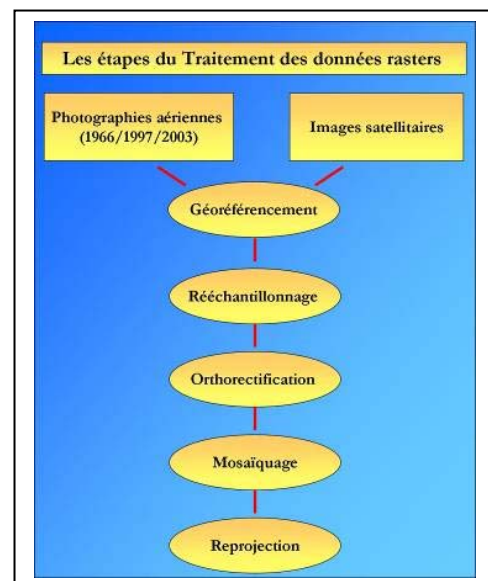 Les étapes du Traitement des données rasters
Photographies aériennes
(1966/1997/2003)
Images satellitaires
Géoréférencement
Rééchantillonnage
Orthorectification
Mosaïquage
Reprojection